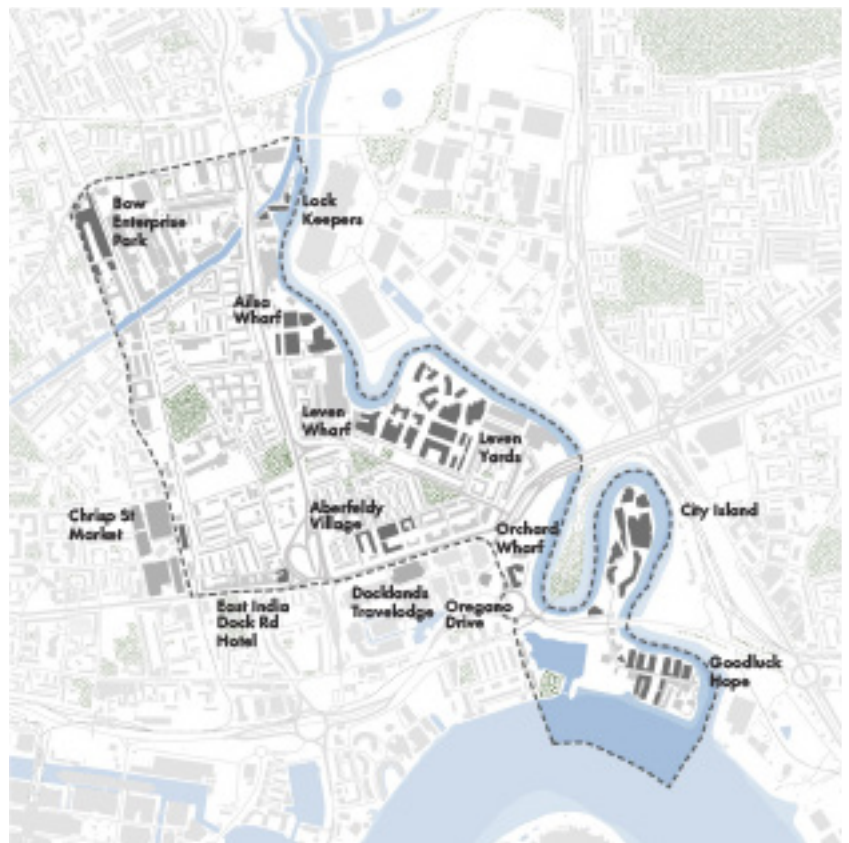 Bow
Enterprise
Park
Lock
Keepers
Ailsa
Wharf
Leven
Wharf
Leven
Yards
Chrisp St
Market
Aberfeldy
Village
Orchard
Wharf
City Island
East India
Dock Rd
Hotel
Docklands
Travelodge
Oregano
Drive
Goodluck
Hope